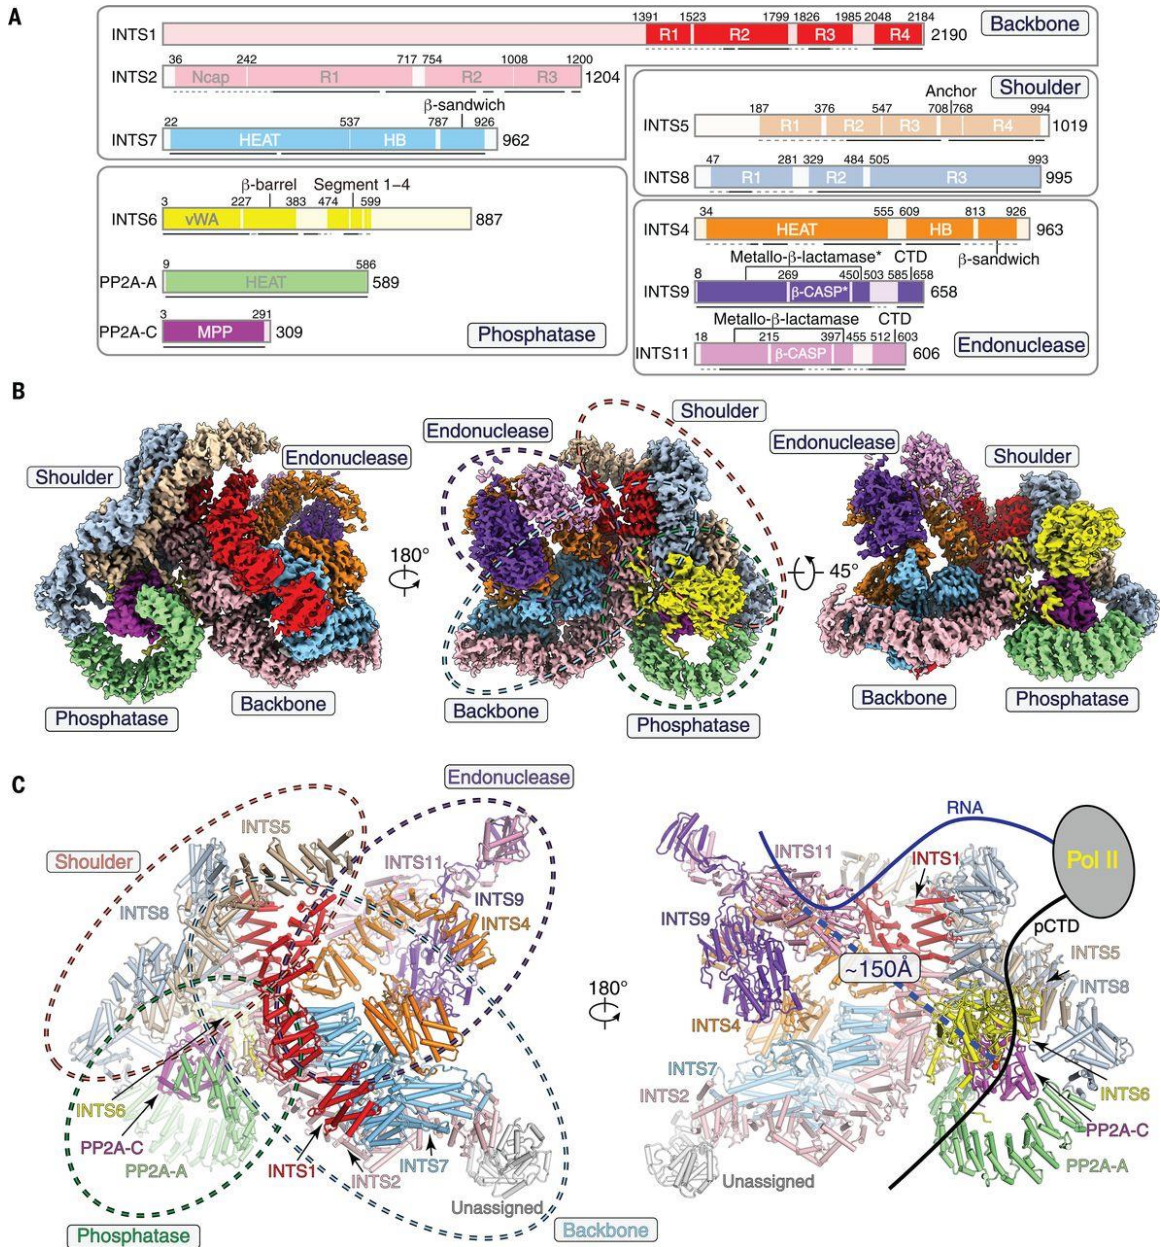 A
1391 1523 1799 1826 1985 2048 2184
INTS1 R1 R2 R3 R4 2190 Backbone
36 242 717 754 1008 1200
INTS2 Ncap R1 R2 R3 1204
β-sandwich
22 537 787 926
INTS7 HEAT HB 962
Shoulder
Anchor
187 376 547 708 768 994
INTS5 R1 R2 R3 R4 1019
47 281 329 484 505 993
INTS8 R1 R2 R3 995
β-barrel Segment 1–4
3 227 383 474 599
INTS6 vWA 887
9 586
PP2A-A HEAT 589
3 291
PP2A-C MPP 309
Phosphatase
34 555 609 813 926
INTS4 HEAT HB 963
β-sandwich
Metallo-β-lactamase* CTD
8 269 450 503 585 658
INTS9 β-CASP* 658
Metallo-β-lactamase CTD
18 215 397 455 512 603
INTS11 β-CASP 606
Endonuclease
B
Shoulder
Endonuclease
Phosphatase
Backbone
180°
Endonuclease
Shoulder
Backbone
Phosphatase
45°
Endonuclease
Shoulder
Backbone
Phosphatase
C
Endonuclease
Shoulder
INTS5
INTS11
INTS8
INTS9
INTS4
INTS6
PP2A-C
PP2A-A
INTS1
INTS2
INTS7
Unassigned
Phosphatase
Backbone
180°
RNA
INTS11
INTS1
Pol II
INTS9
pCTD
~150Å
INTS5
INTS8
INTS4
INTS7
INTS2
INTS6
PP2A-C
PP2A-A
Unassigned